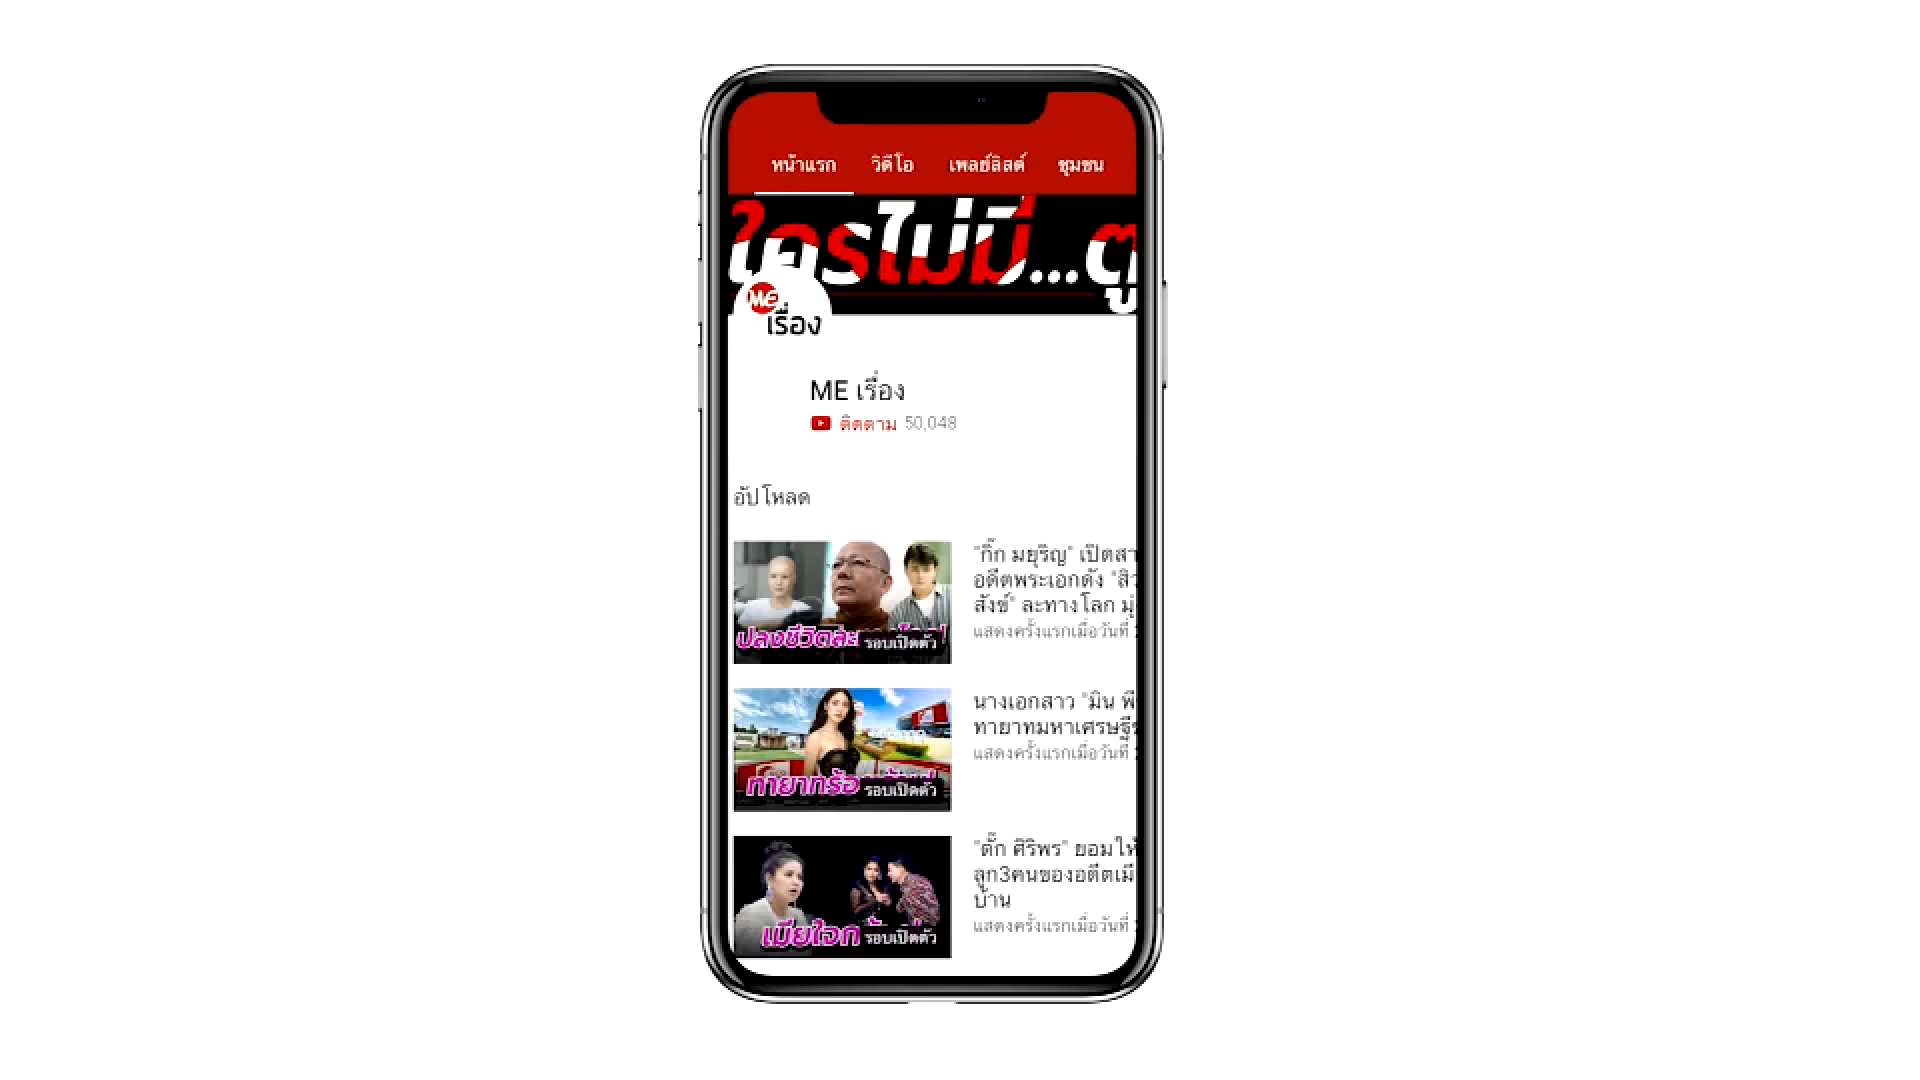 หน้าแรก วิดีโอ เพลย์ลิสต์ ชุมชน
ใครไม่มี...ตู
ME
เรื่อง
ME เรื่อง
ติดตาม 50,048
อัปโหลด
"กิ๊ก มยุริญ" เปิดสา
อดีตพระเอกดัง "สิว
สังข์" ละทางโลก มุ่
แสดงครั้งแรกเมื่อวันที่
ปลงชีวิตละ
รอบเปิดตัว
นางเอกสาว "มิน พี
ทายาทมหาเศรษฐีร
แสดงครั้งแรกเมื่อวันที่
ทายาทร้อ
รอบเปิดตัว
"ตั๊ก ศิริพร" ยอมให้
ลูก3คนของอดีตเมี
บ้าน
แสดงครั้งแรกเมื่อวันที่
เมียใจก
รอบเปิดตัว